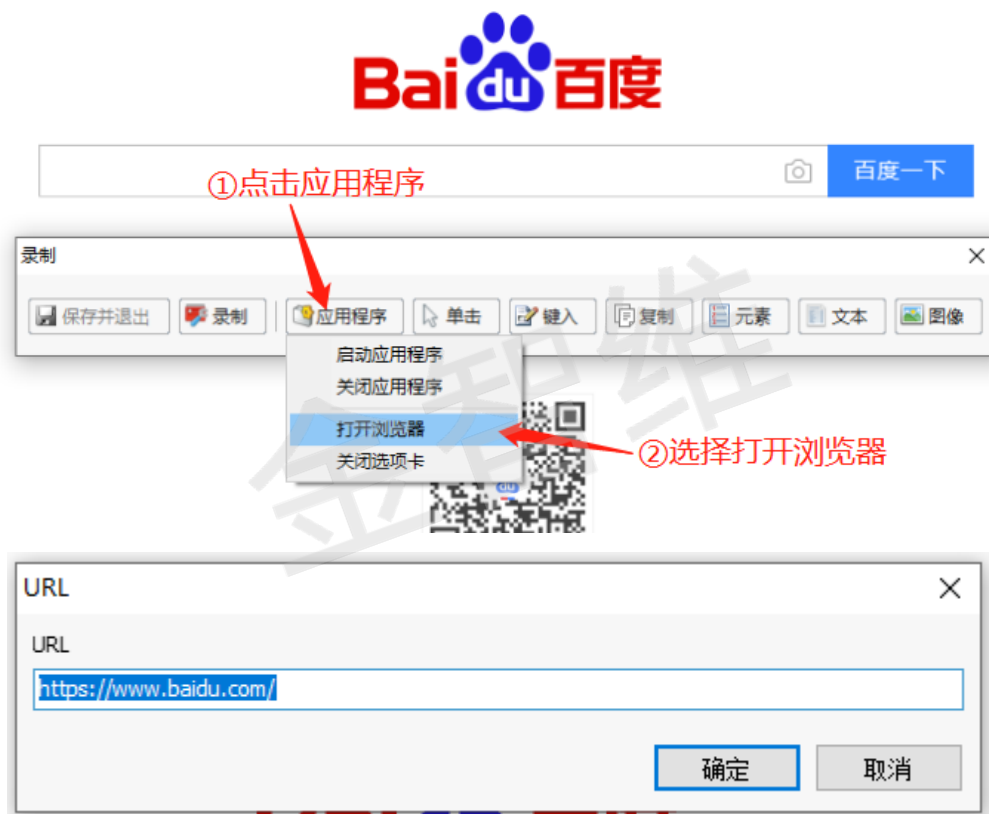 Bai du 百度
百度一下
①点击应用程序
录制
保存并退出 录制 应用程序 单击 键入 复制 元素 文本 图像
启动应用程序
关闭应用程序
打开浏览器
②选择打开浏览器
关闭选项卡
du
金智维
URL
URL
https://www.baidu.com/
确定 取消